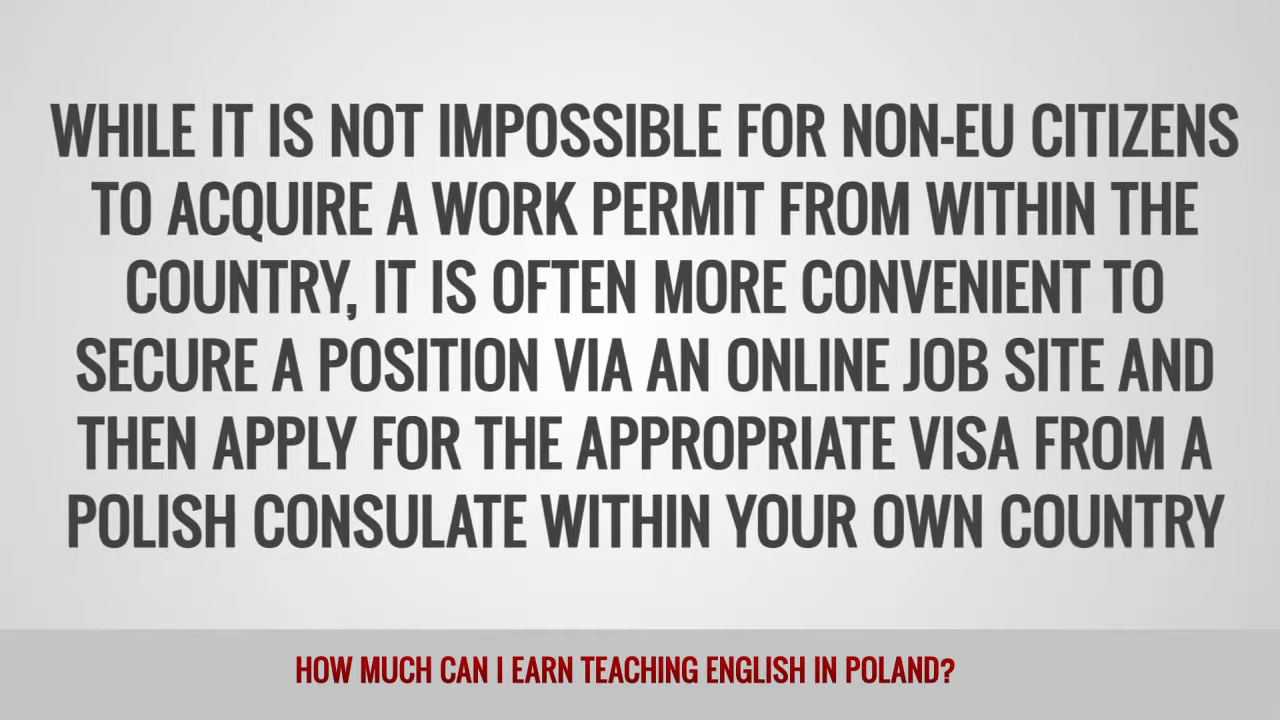 WHILE IT IS NOT IMPOSSIBLE FOR NON-EU CITIZENS
TO ACQUIRE A WORK PERMIT FROM WITHIN THE
COUNTRY, IT IS OFTEN MORE CONVENIENT TO
SECURE A POSITION VIA AN ONLINE JOB SITE AND
THEN APPLY FOR THE APPROPRIATE VISA FROM A
POLISH CONSULATE WITHIN YOUR OWN COUNTRY
HOW MUCH CAN I EARN TEACHING ENGLISH IN POLAND?